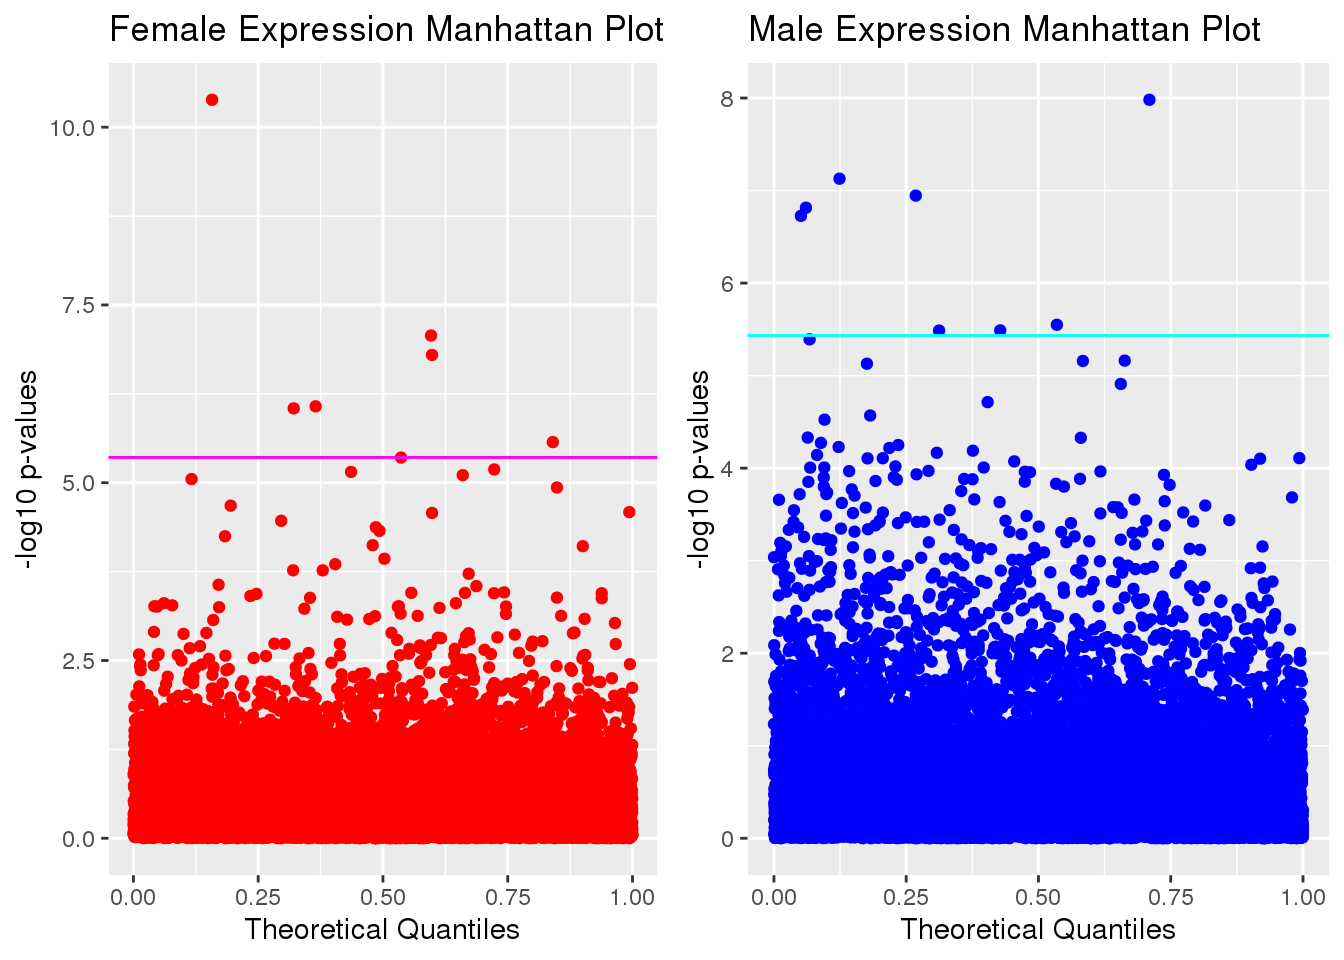 Female Expression Manhattan Plot
-log10 p-values
10.0
7.5
5.0
2.5
0.0
0.00 0.25 0.50 0.75 1.00
Theoretical Quantiles
Male Expression Manhattan Plot
-log10 p-values
8
6
4
2
0
0.00 0.25 0.50 0.75 1.00
Theoretical Quantiles